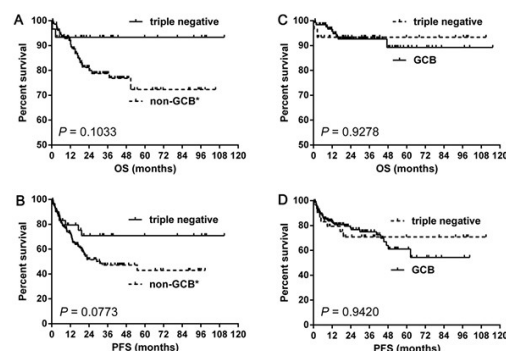 A
Percent survival
100
90
80
70
60
50
triple negative
non-GCB*
P = 0.1033
0 12 24 36 48 60 72 84 96 108 120
OS (months)
C
Percent survival
100
90
80
70
60
50
triple negative
GCB
P = 0.9278
0 12 24 36 48 60 72 84 96 108 120
OS (months)
B
Percent survival
100
80
60
40
20
0
triple negative
non-GCB*
P = 0.0773
0 12 24 36 48 60 72 84 96 108 120
PFS (months)
D
Percent survival
100
80
60
40
20
0
triple negative
GCB
P = 0.9420
0 12 24 36 48 60 72 84 96 108 120
PFS (months)